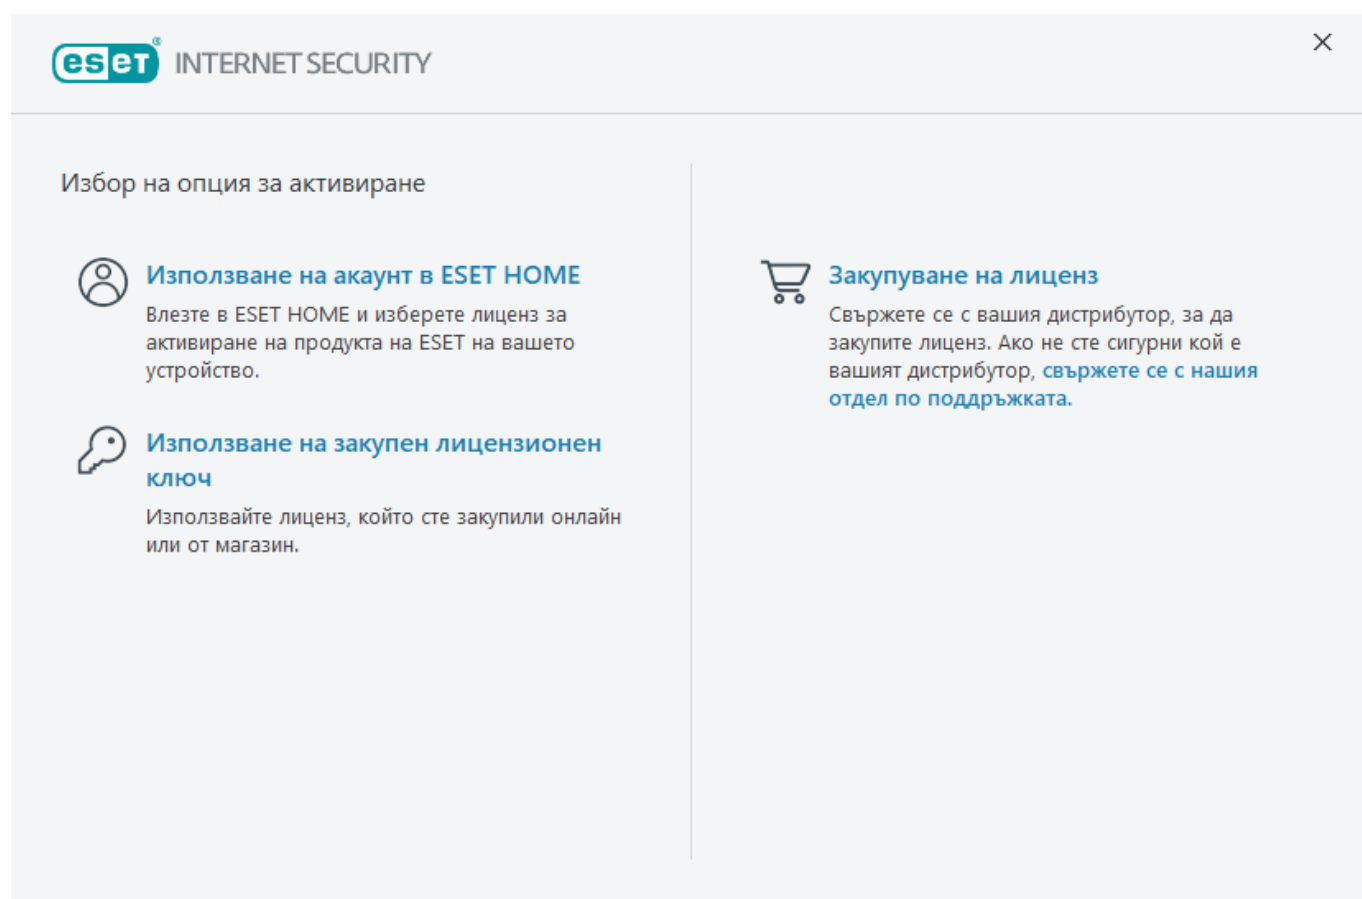 eset® INTERNET SECURITY
Избор на опция за активиране
Използване на акаунт в ESET HOME
Влезте в ESET HOME и изберете лиценз за
активиране на продукта на ESET на вашето
устройство.
Използване на закупен лицензионен
ключ
Използвайте лиценз, който сте закупили онлайн
или от магазин.
Закупуване на лиценз
Свържете се с вашия дистрибутор, за да
закупите лиценз. Ако не сте сигурни кой е
вашият дистрибутор, свържете се с нашия
отдел по поддръжката.